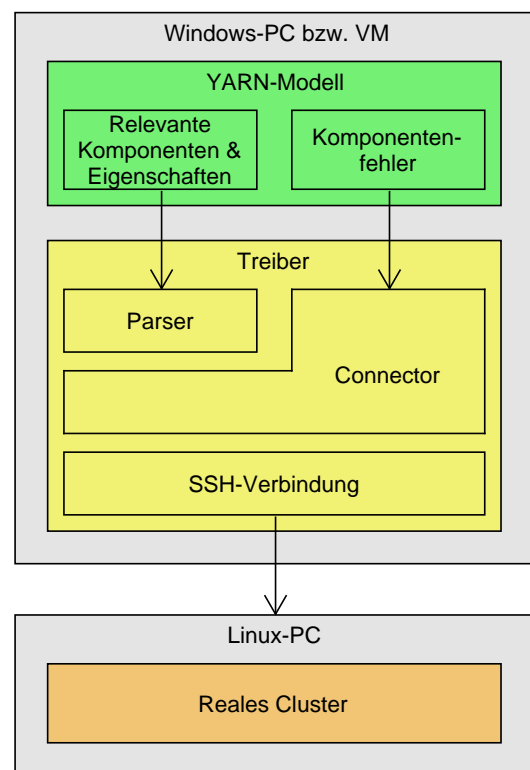 Windows-PC bzw. VM
YARN-Modell
Relevante
Komponenten &
Eigenschaften
Komponenten-
fehler
Treiber
Parser
Connector
SSH-Verbindung
Linux-PC
Reales Cluster